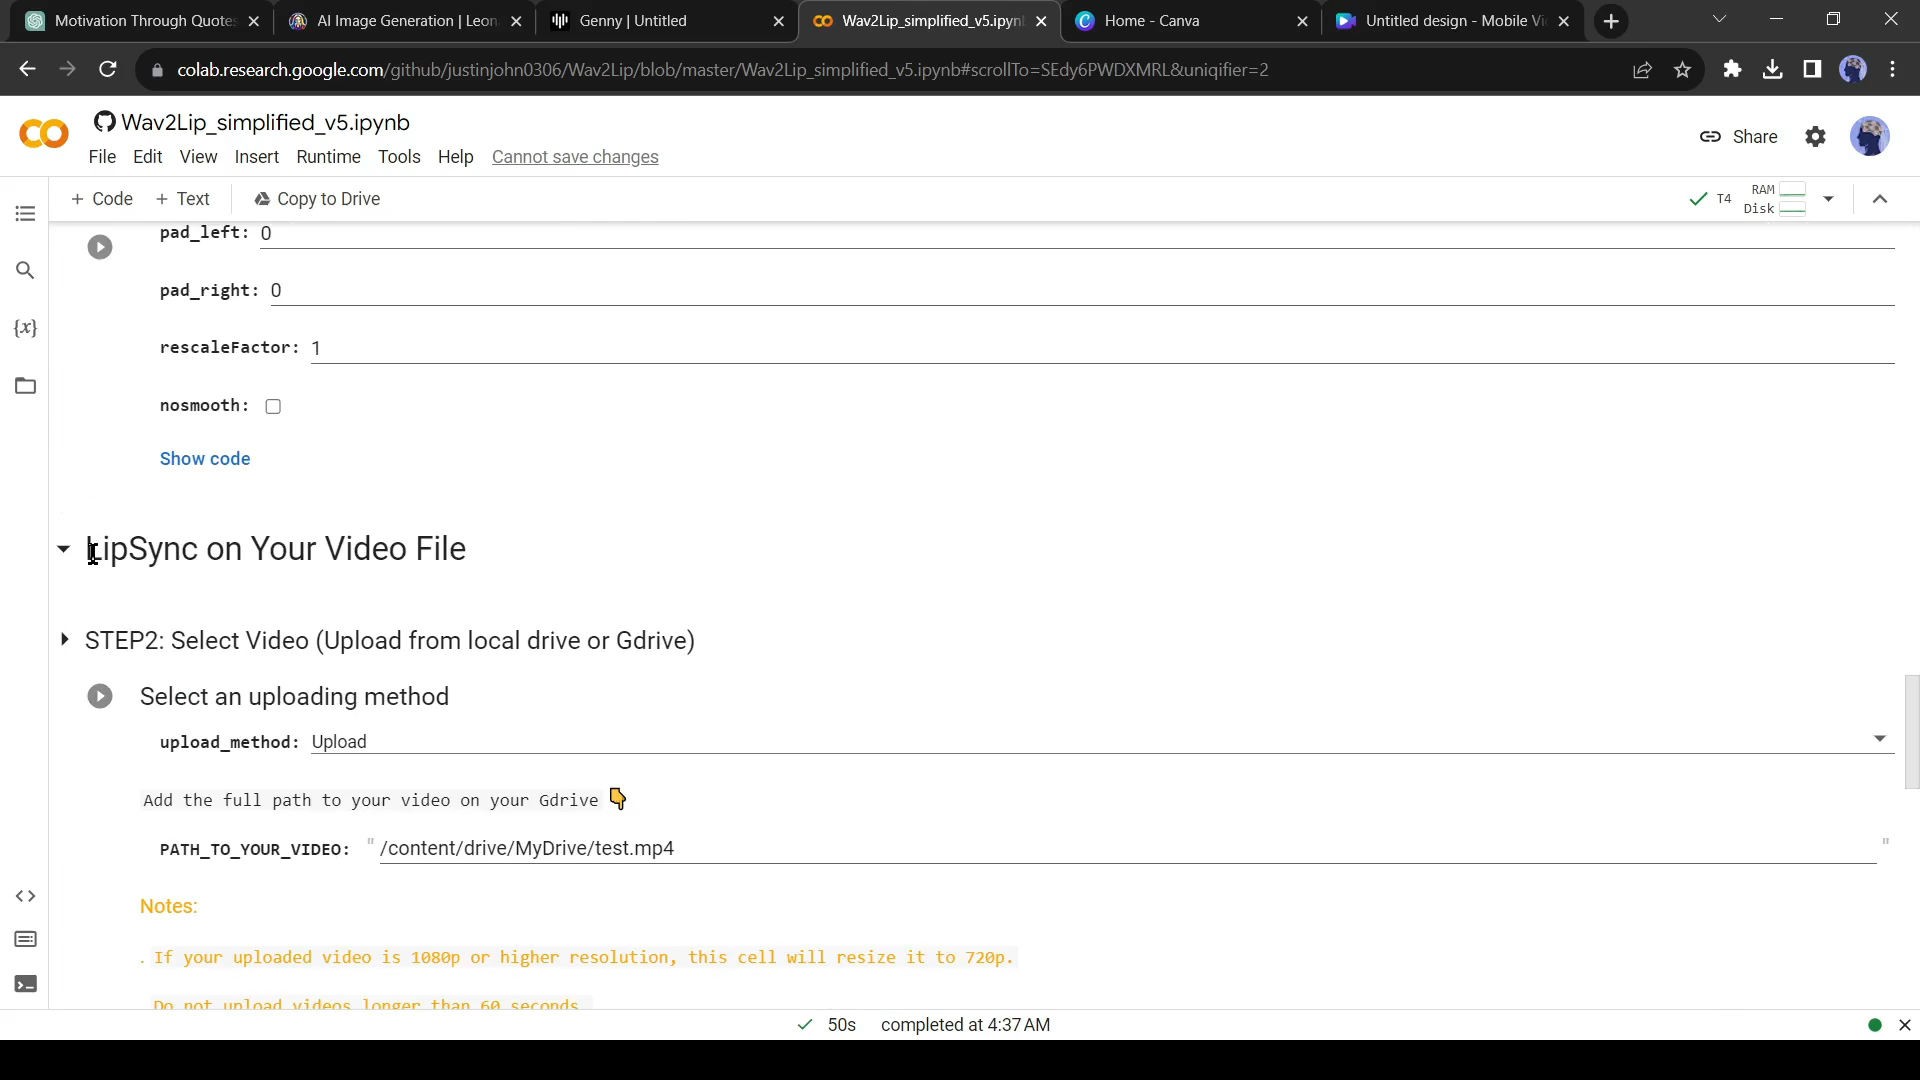 Motivation Through Quotes
AI Image Generation | Leon
Genny | Untitled
Wav2Lip_simplified_v5.ipyn
Home - Canva
Untitled design - Mobile Vi
colab.research.google.com/github/justinjohn0306/Wav2Lip/blob/master/Wav2Lip_simplified_v5.ipynb#scrollTo=SEdy6PWDXMRL&uniqifier=2
Wav2Lip_simplified_v5.ipynb
Share
File Edit View Insert Runtime Tools Help Cannot save changes
+ Code + Text Copy to Drive
T4 RAM
Disk
pad_left: 0
pad_right: 0
rescaleFactor: 1
nosmooth:
Show code
LipSync on Your Video File
STEP2: Select Video (Upload from local drive or Gdrive)
Select an uploading method
upload_method: Upload
Add the full path to your video on your Gdrive 👇
PATH_TO_YOUR_VIDEO: "/content/drive/MyDrive/test.mp4"
Notes:
. If your uploaded video is 1080p or higher resolution, this cell will resize it to 720p.
Do not upload videos longer than 60 seconds.
50s completed at 4:37 AM